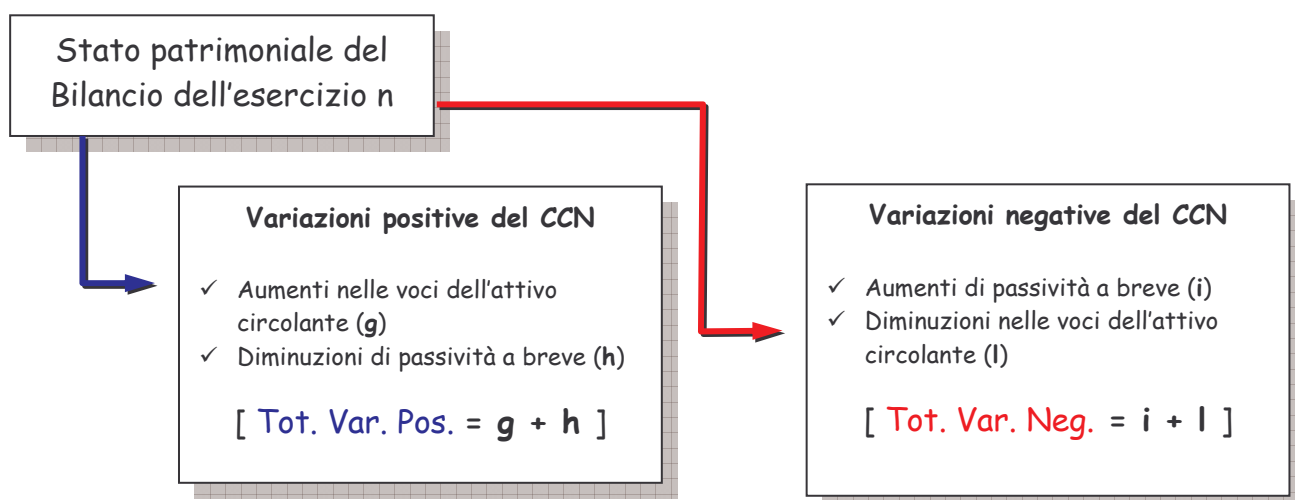 Stato patrimoniale del
Bilancio dell'esercizio n
Variazioni positive del CCN
✓ Aumenti nelle voci dell'attivo
circolante (g)
✓ Diminuzioni di passività a breve (h)
[ Tot. Var. Pos. = g + h ]
Variazioni negative del CCN
✓ Aumenti di passività a breve (i)
✓ Diminuzioni nelle voci dell'attivo
circolante (l)
[ Tot. Var. Neg. = i + l ]